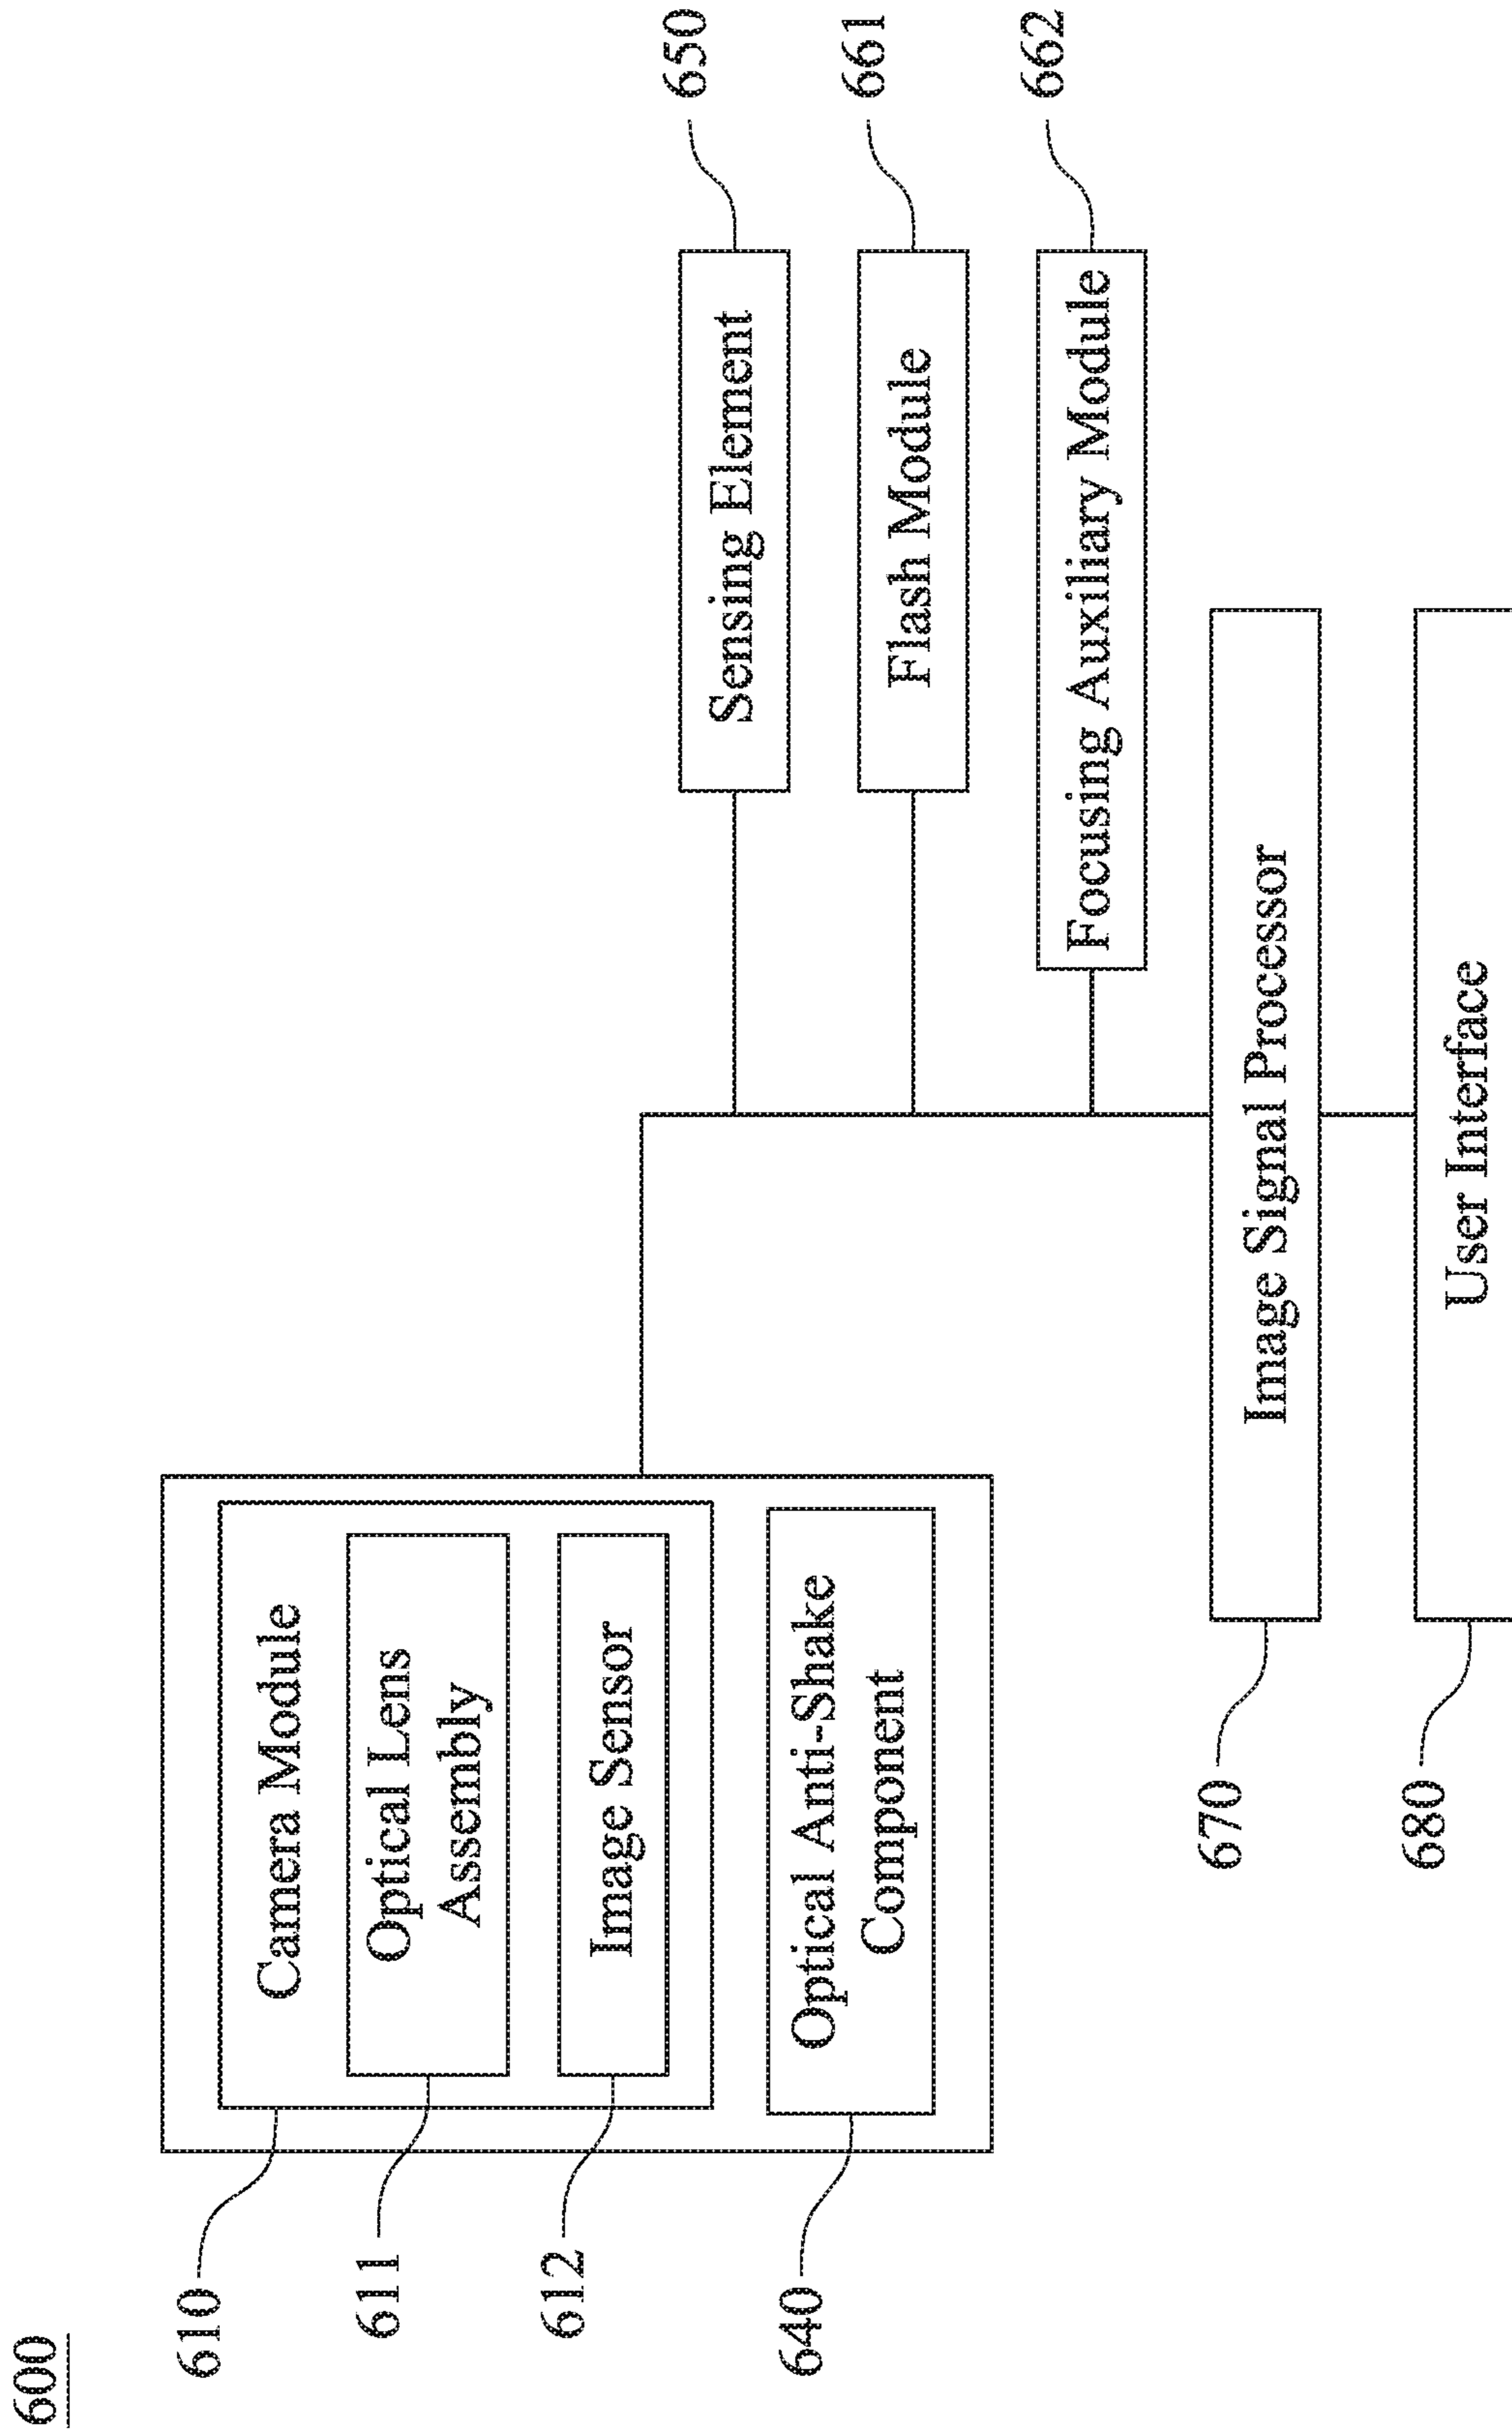 600
610
Camera Module
611
Optical Lens
Assembly
612
Image Sensor
640
Optical Anti-Shake
Component
Sensing Element
650
Flash Module
661
Focusing Auxiliary Module
662
670
Image Signal Processor
680
User Interface